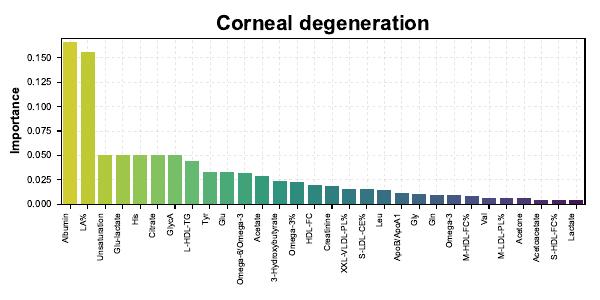 Corneal degeneration
Importance
0.150
0.125
0.100
0.075
0.050
0.025
0.000
Albumin
LA%
Unsaturation
Glu-lactate
His
Citrate
GlycA
L-HDL-TG
Tyr
Glu
Omega-6/Omega-3
Acetate
3-Hydroxybutyrate
Omega-3%
HDL-FC
Creatinine
XXL-VLDL-PL%
S-LDL-CE%
Leu
ApoB/ApoA1
Gly
Gln
Omega-3
M-HDL-FC%
Val
M-LDL-PL%
Acetone
Acetoacetate
S-HDL-FC%
Lactate